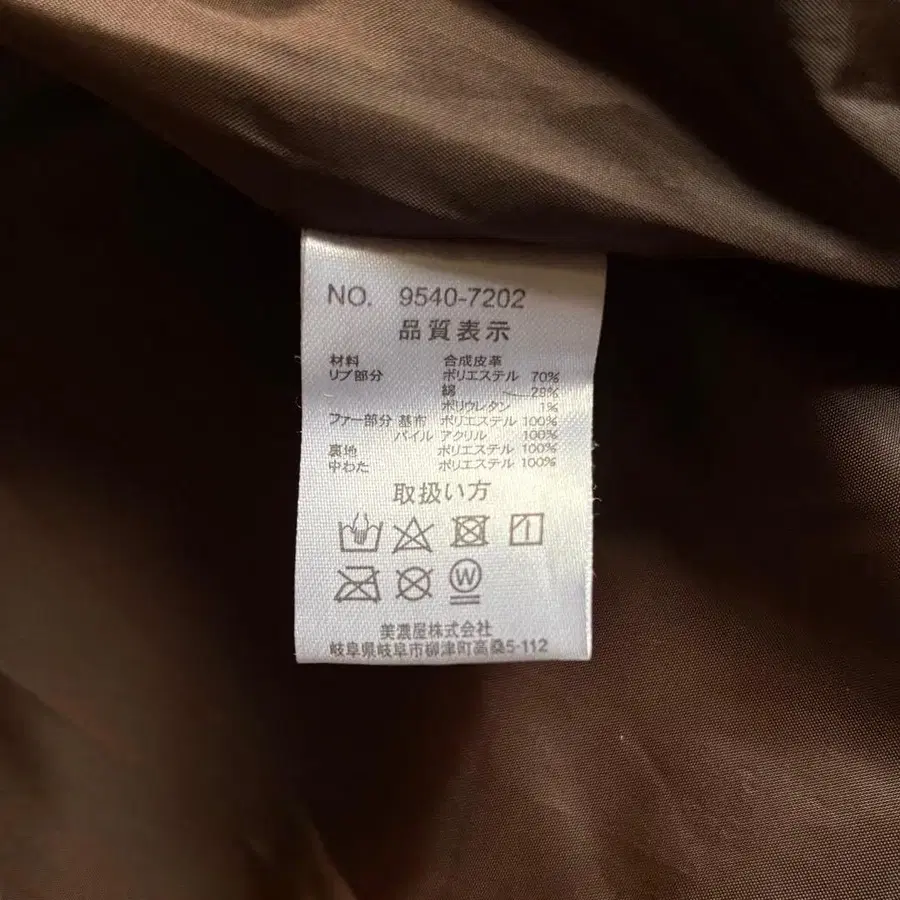 NO. 9540-7202
品質表示
材料 合成皮革
リブ部分 ポリエステル 70%
綿 29%
ポリウレタン 1%
ファー部分 基布 ポリエステル 100%
パイル アクリル 100%
裏地 ポリエステル 100%
中わた ポリエステル 100%
取扱い方
W
美濃屋株式会社
岐阜県岐阜市柳津町高桑5-112